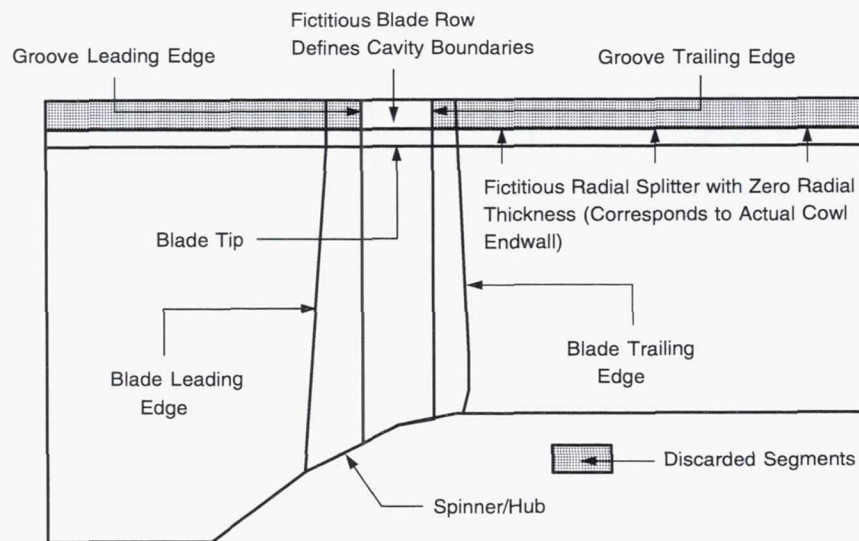 Fictitious Blade Row
Defines Cavity Boundaries
Groove Leading Edge
Groove Trailing Edge
Fictitious Radial Splitter with Zero Radial
Thickness (Corresponds to Actual Cowl
Endwall)
Blade Tip
Blade Leading
Edge
Blade Trailing
Edge
Discarded Segments
Spinner/Hub